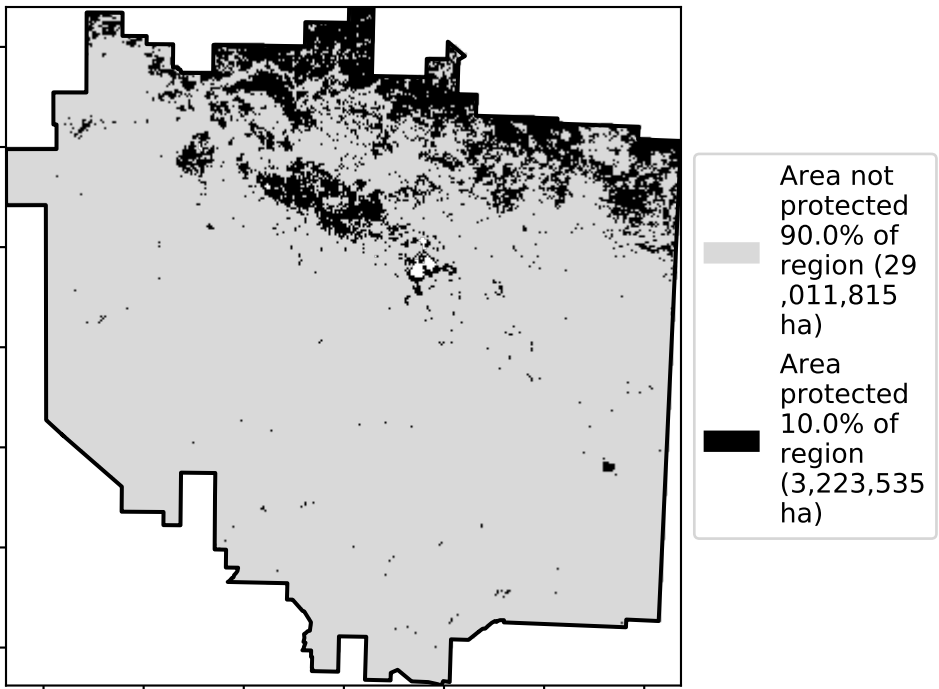 Area not
protected
90.0% of
region (29
,011,815
ha)
Area
protected
10.0% of
region
(3,223,535
ha)